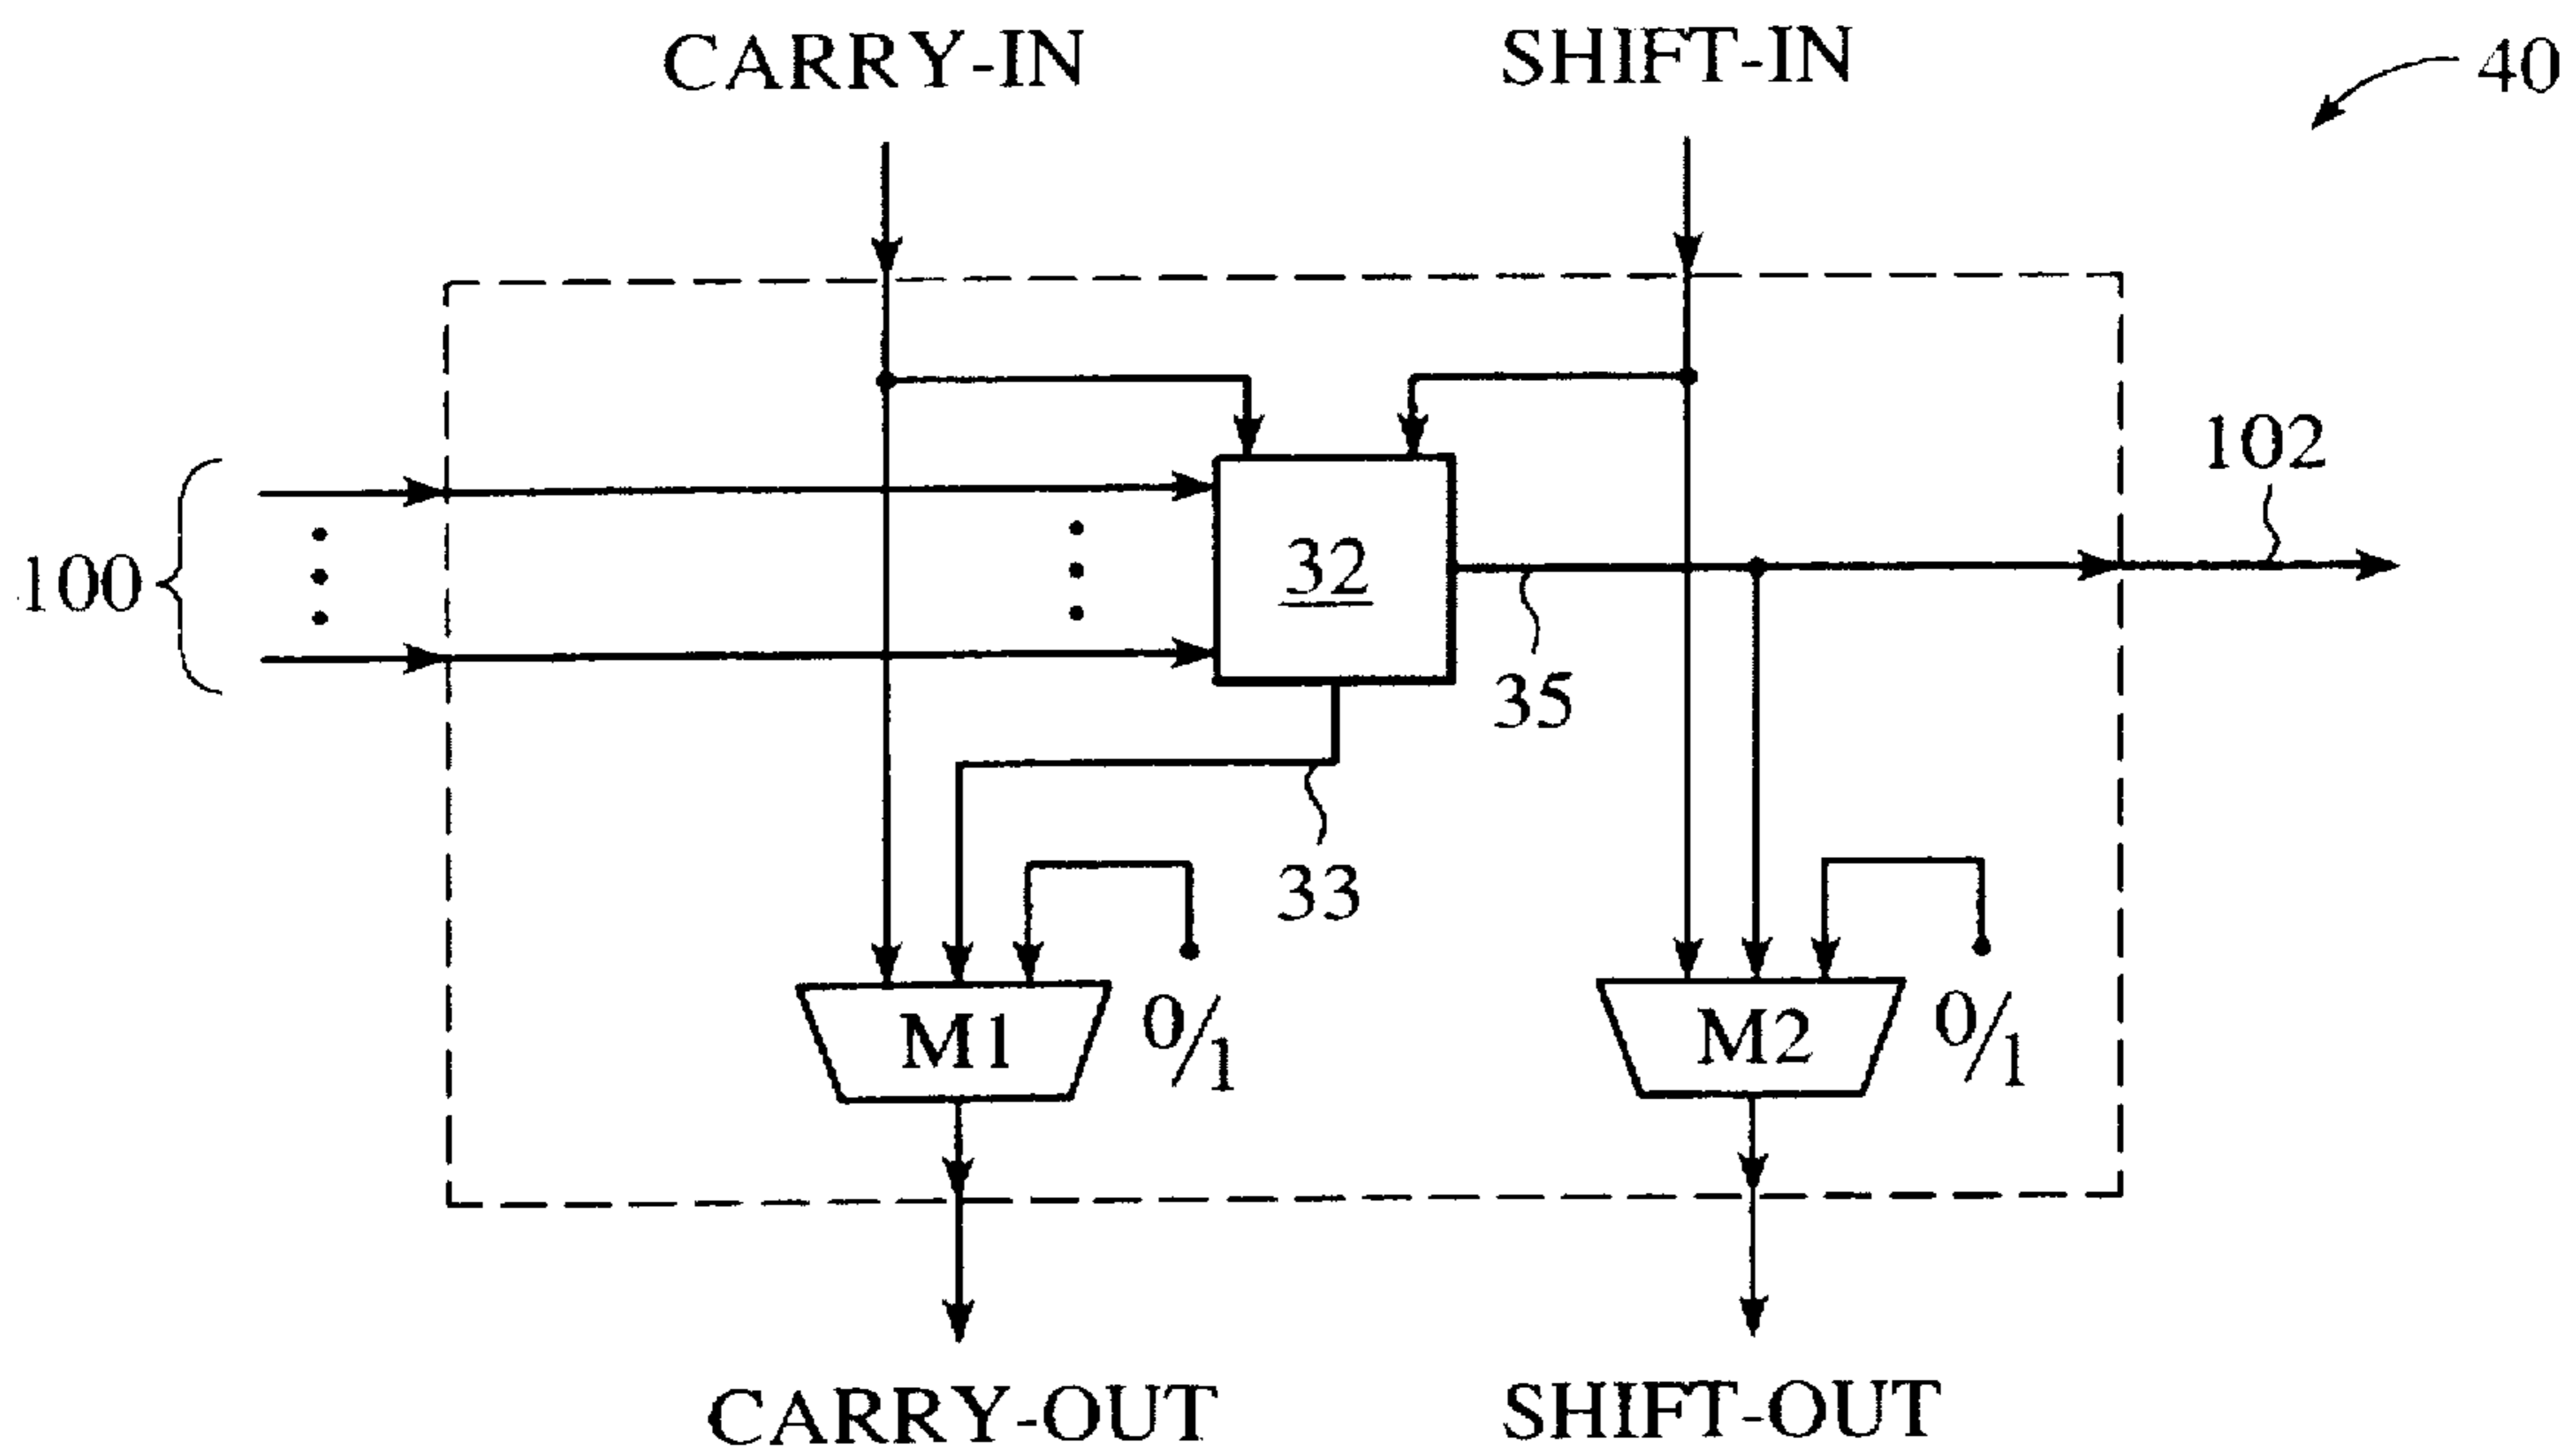 CARRY-IN
SHIFT-IN
40
102
100
32
35
33
M1
0/1
M2
0/1
CARRY-OUT
SHIFT-OUT